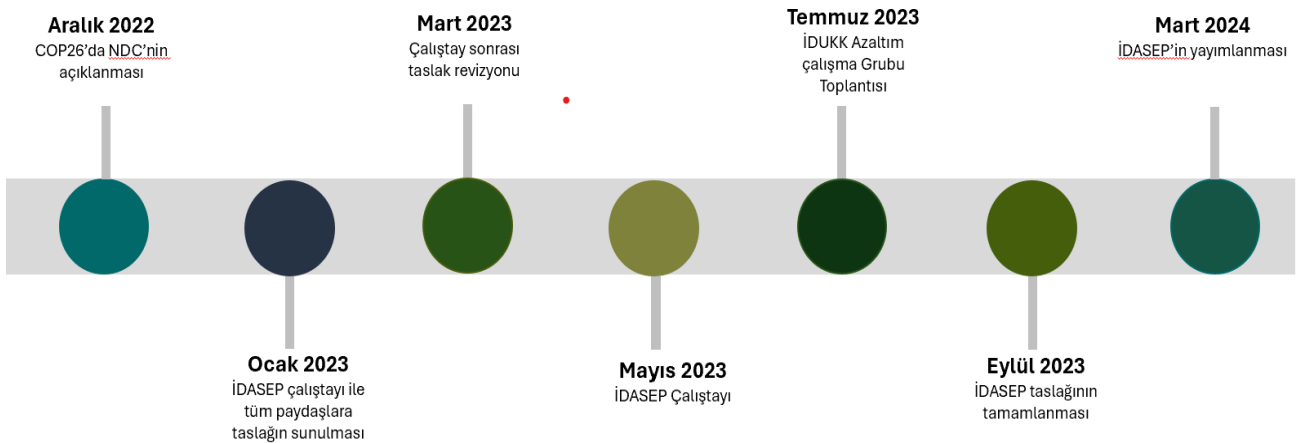 Aralık 2022
COP26’da NDC’nin
açıklanması
Ocak 2023
İDASEP çalıştayı ile
tüm paydaşlara
taslağın sunulması
Mart 2023
Çalıştay sonrası
taslak revizyonu
Mayıs 2023
İDASEP Çalıştayı
Temmuz 2023
İDUKK Azaltım
çalışma Grubu
Toplantısı
Eylül 2023
İDASEP taslağının
tamamlanması
Mart 2024
İDASEP’in yayımlanması